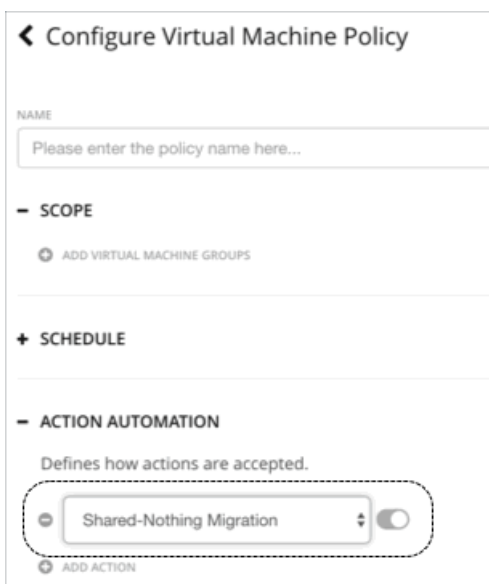 Configure Virtual Machine Policy
NAME
Please enter the policy name here...
SCOPE
ADD VIRTUAL MACHINE GROUPS
SCHEDULE
ACTION AUTOMATION
Defines how actions are accepted.
Shared-Nothing Migration
ADD ACTION